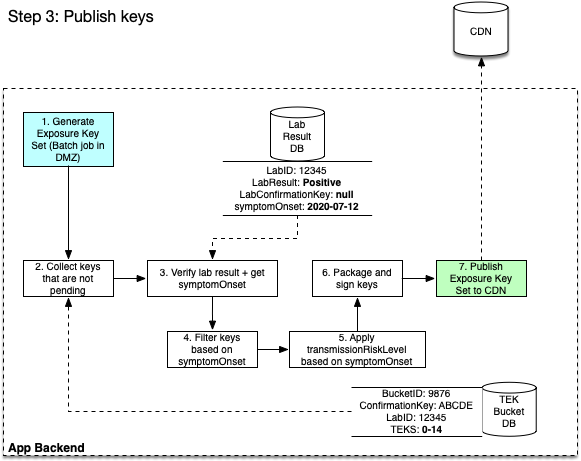 Step 3: Publish keys
CDN
1. Generate
Exposure Key
Set (Batch job in
DMZ)
Lab
Result
DB
LabID: 12345
LabResult: Positive
LabConfirmationKey: null
symptomOnset: 2020-07-12
2. Collect keys
that are not
pending
3. Verify lab result + get
symptomOnset
6. Package and
sign keys
7. Publish
Exposure Key
Set to CDN
4. Filter keys
based on
symptomOnset
5. Apply
transmissionRiskLevel
based on symptomOnset
BucketID: 9876
ConfirmationKey: ABCDE
LabID: 12345
TEKS: 0-14
TEK
Bucket
DB
App Backend